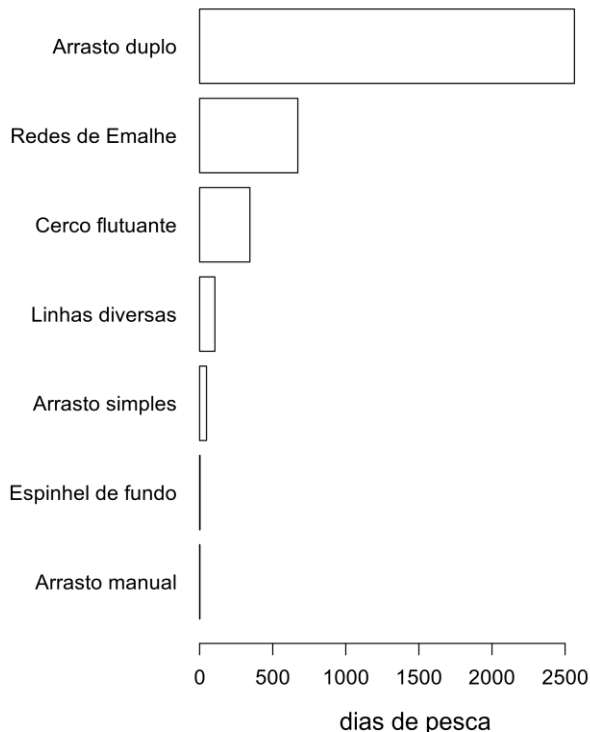 Arrasto duplo
Redes de Emalhe
Cerco flutuante
Linhas diversas
Arrasto simples
Espinhel de fundo
Arrasto manual
0 500 1000 1500 2000 2500
dias de pesca